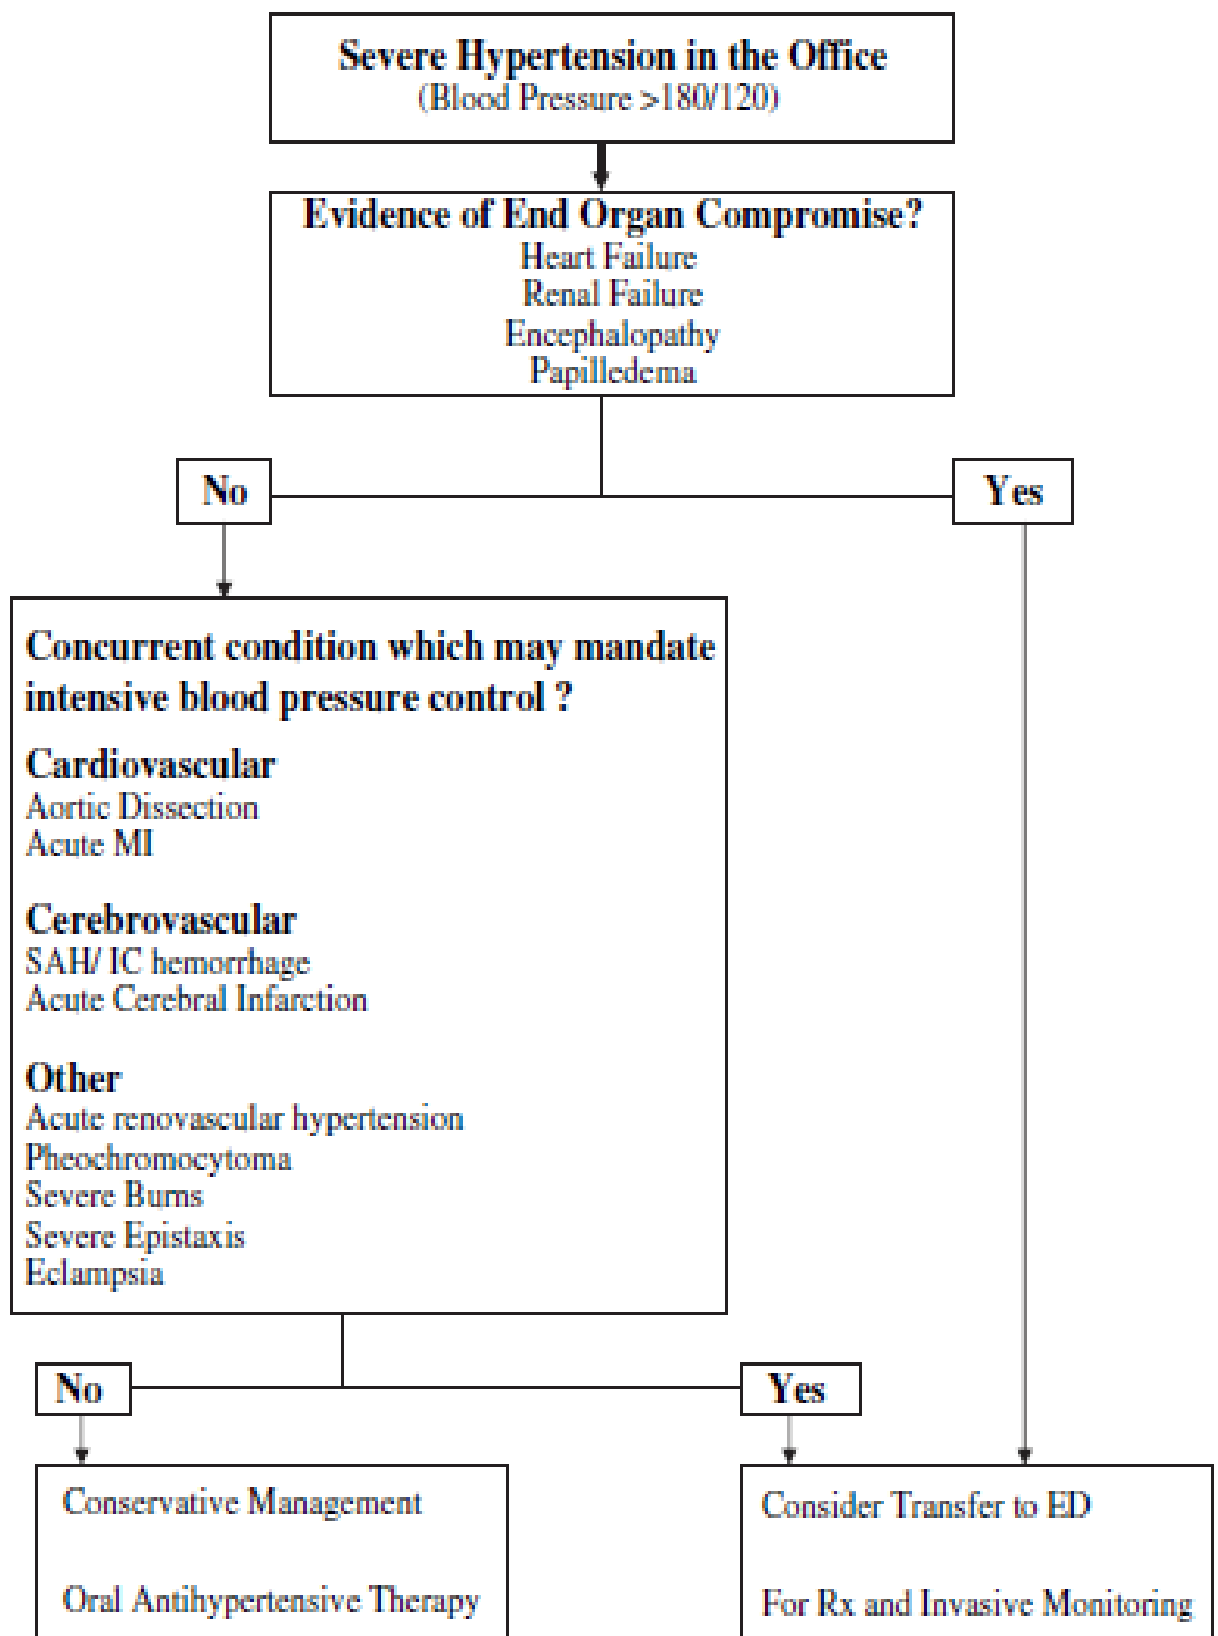 Severe Hypertension in the Office
(Blood Pressure >180/120)
Evidence of End Organ Compromise?
Heart Failure
Renal Failure
Encephalopathy
Papilledema
No
Yes
Concurrent condition which may mandate
intensive blood pressure control ?
Cardiovascular
Aortic Dissection
Acute MI
Cerebrovascular
SAH/ IC hemorrhage
Acute Cerebral Infarction
Other
Acute renovascular hypertension
Pheochromocytoma
Severe Burns
Severe Epistaxis
Eclampsia
No
Yes
Conservative Management
Oral Antihypertensive Therapy
Consider Transfer to ED
For Rx and Invasive Monitoring